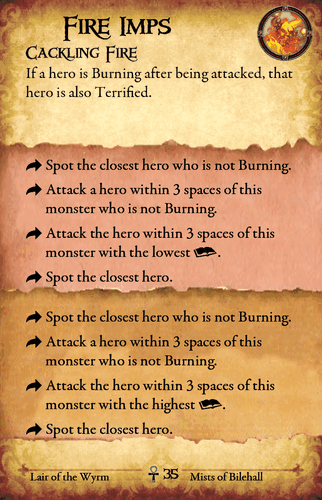 Fire Imps
Cackling Fire
If a hero is Burning after being attacked, that
hero is also Terrified.
Spot the closest hero who is not Burning.
Attack a hero within 3 spaces of this
monster who is not Burning.
Attack the hero within 3 spaces of this
monster with the lowest .
Spot the closest hero.
Spot the closest hero who is not Burning.
Attack a hero within 3 spaces of this
monster who is not Burning.
Attack the hero within 3 spaces of this
monster with the highest .
Spot the closest hero.
Lair of the Wyrm 35 Mists of Bilehall